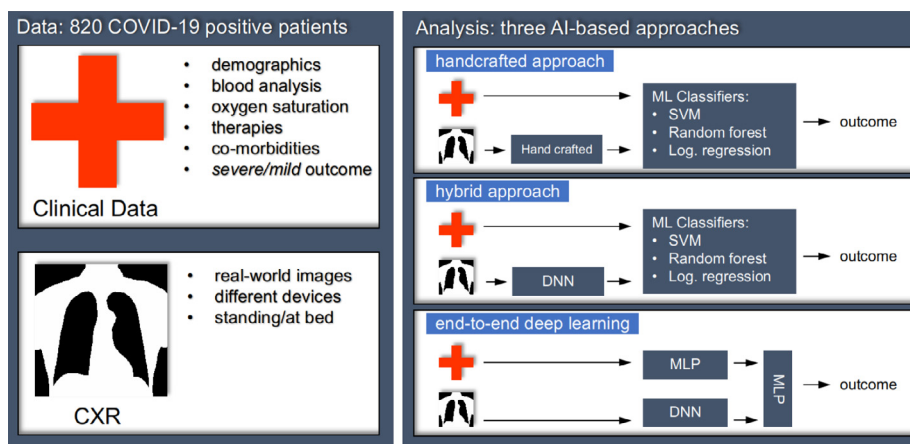 Data: 820 COVID-19 positive patients
• demographics
• blood analysis
• oxygen saturation
• therapies
• co-morbidities
• severe/mild outcome
Clinical Data
• real-world images
• different devices
• standing/at bed
CXR
Analysis: three AI-based approaches
handcrafted approach
Hand crafted
ML Classifiers:
• SVM
• Random forest
• Log. regression
outcome
hybrid approach
DNN
ML Classifiers:
• SVM
• Random forest
• Log. regression
outcome
end-to-end deep learning
MLP
DNN
MLP
outcome